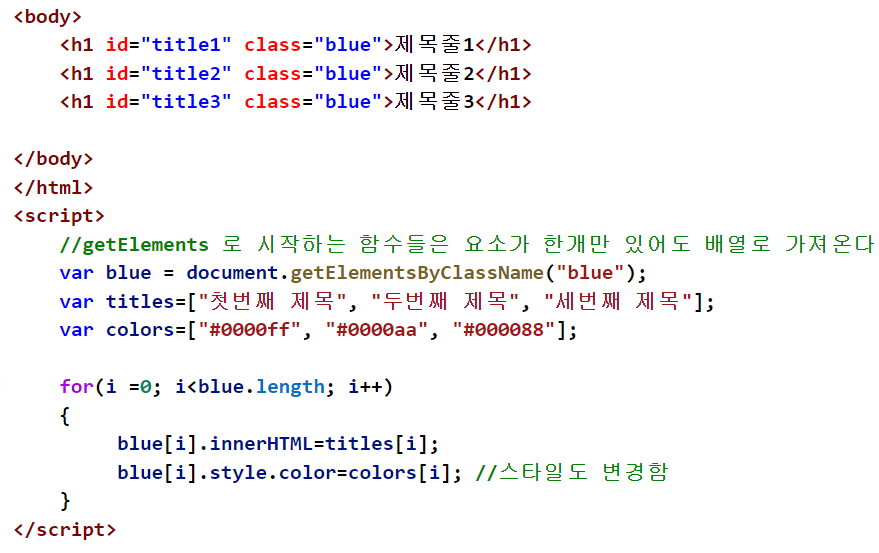 <body>
<h1 id="title1" class="blue">제목줄1</h1>
<h1 id="title2" class="blue">제목줄2</h1>
<h1 id="title3" class="blue">제목줄3</h1>
</body>
</html>
<script>
//getElements 로 시작하는 함수들은 요소가 한개만 있어도 배열로 가져온다
var blue = document.getElementsByClassName("blue");
var titles=["첫번째 제목", "두번째 제목", "세번째 제목"];
var colors=["#0000ff", "#0000aa", "#000088"];
for(i =0; i<blue.length; i++)
{
blue[i].innerHTML=titles[i];
blue[i].style.color=colors[i]; //스타일도 변경함
}
</script>